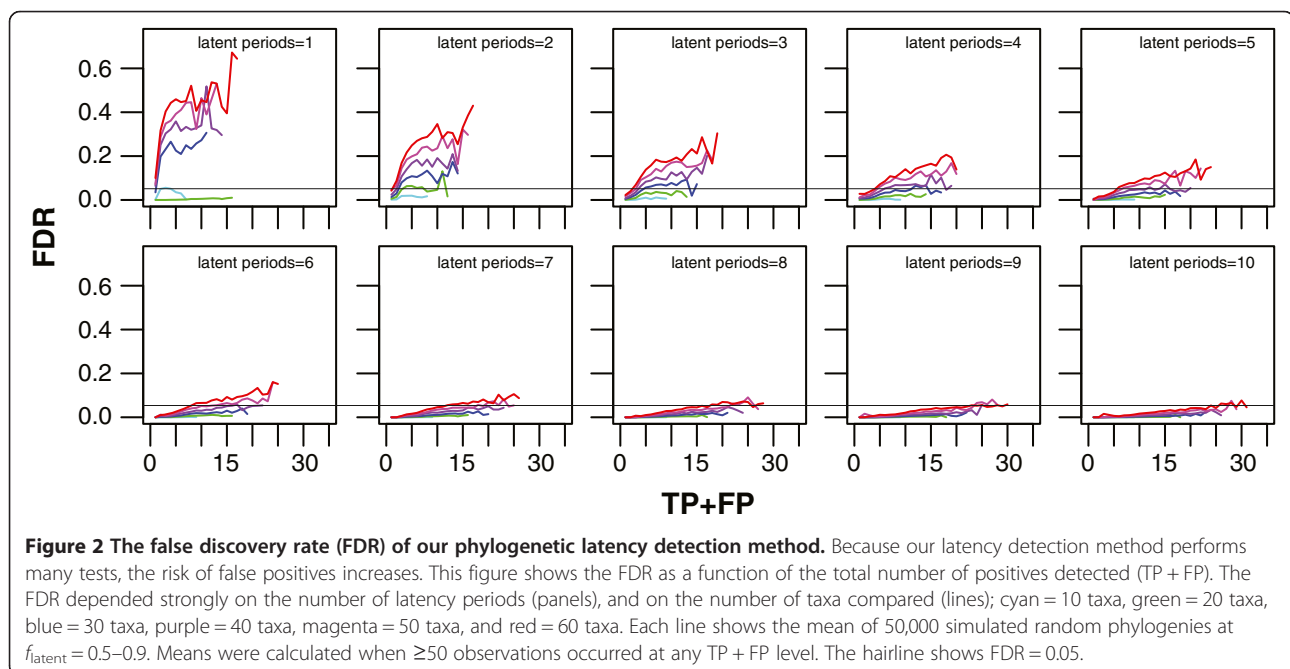 latent periods=1 latent periods=2 latent periods=3 latent periods=4 latent periods=5
0.6
0.4
0.2
0.0
FDR
latent periods=6 latent periods=7 latent periods=8 latent periods=9 latent periods=10
0.6
0.4
0.2
0.0
0 15 30 0 15 30 0 15 30 0 15 30 0 15 30
TP+FP
Figure 2 The false discovery rate (FDR) of our phylogenetic latency detection method. Because our latency detection method performs
many tests, the risk of false positives increases. This figure shows the FDR as a function of the total number of positives detected (TP + FP). The
FDR depended strongly on the number of latency periods (panels), and on the number of taxa compared (lines); cyan = 10 taxa, green = 20 taxa,
blue = 30 taxa, purple = 40 taxa, magenta = 50 taxa, and red = 60 taxa. Each line shows the mean of 50,000 simulated random phylogenies at
flatent = 0.5–0.9. Means were calculated when ≥50 observations occurred at any TP + FP level. The hairline shows FDR = 0.05.